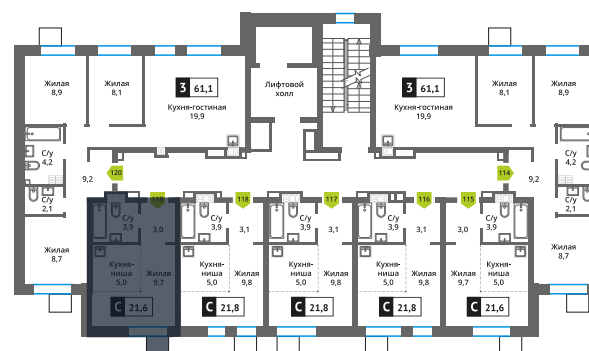 Жилая
8,9
Жилая
8,1
3 61,1
Кухня-гостиная
19,9
Лифтовой
холл
3 61,1
Кухня-гостиная
19,9
Жилая
8,1
Жилая
8,9
С/у
4,2
9,2
120
С/у
2,1
Жилая
8,7
114
9,2
С/у
4,2
С/у
2,1
Жилая
8,7
119
С/у
3,9
3,0
Кухня-
ниша
5,0
Жилая
9,7
С 21,6
118
С/у
3,9
3,1
Кухня-
ниша
5,0
Жилая
9,8
С 21,8
117
С/у
3,9
3,1
Кухня-
ниша
5,0
Жилая
9,8
С 21,8
116
С/у
3,9
3,1
Кухня-
ниша
5,0
Жилая
9,8
С 21,8
115
3,0
С/у
3,9
Жилая
9,7
Кухня-
ниша
5,0
С 21,6